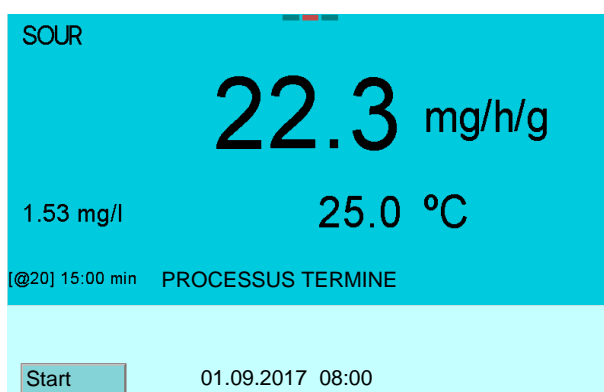 SOUR
22.3 mg/h/g
1.53 mg/l 25.0 ºC
[@20] 15:00 min PROCESSUS TERMINE
Start 01.09.2017 08:00